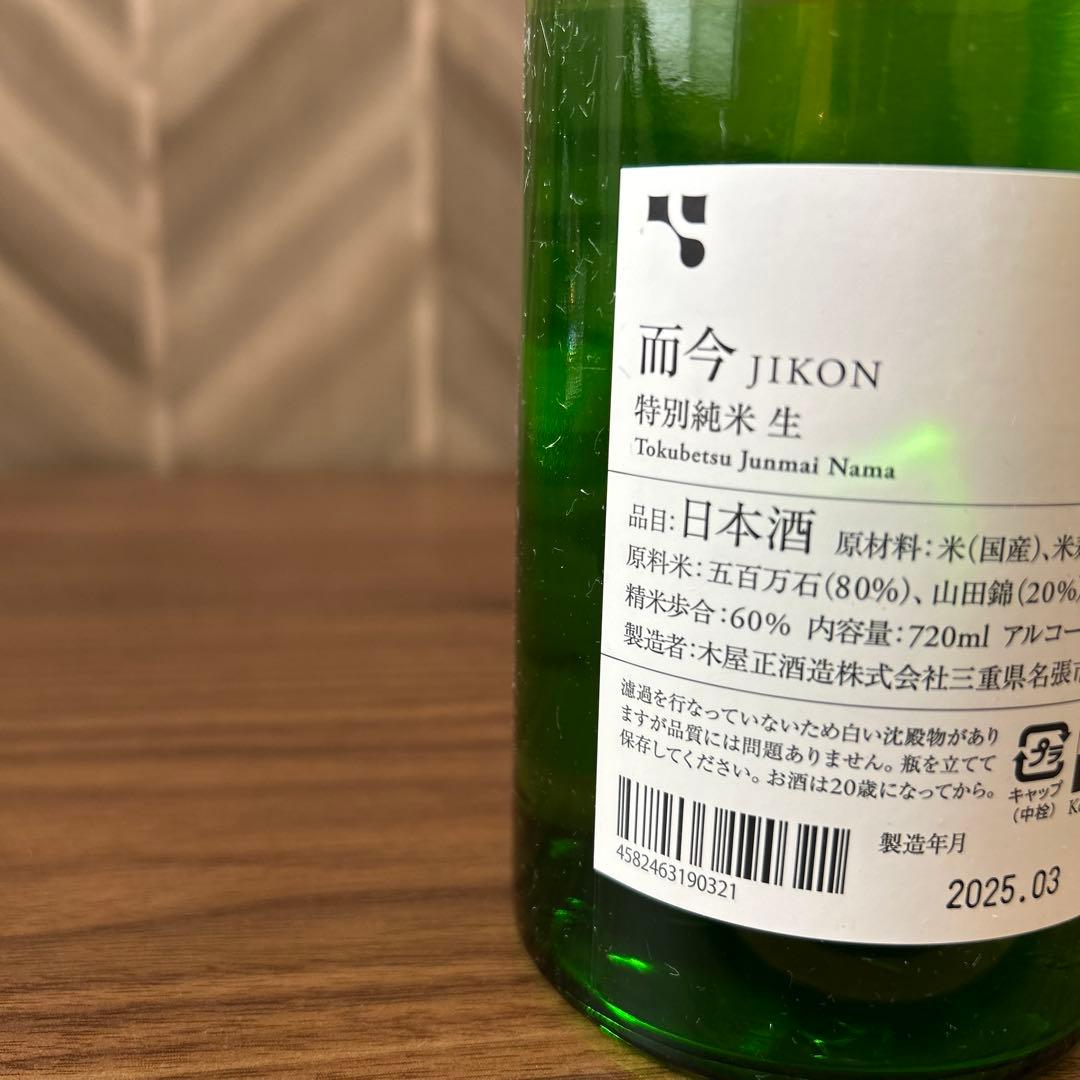 而今 JIKON
特別純米 生
Tokubetsu Junmai Nama
品目：日本酒 原材料：米（国産）、米
原料米：五百万石（80%）、山田錦（20%）
精米歩合：60% 内容量：720ml アルコー
製造者：木屋正酒造株式会社三重県名張市
濾過を行なっていないため白い沈殿物があり
ますが品質には問題ありません。瓶を立てて
保存してください。お酒は20歳になってから。
プラ
キャップ
（中栓）
4582463190321
製造年月
2025.03